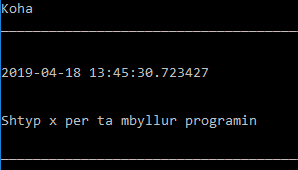 Koha
2019-04-18 13:45:30.723427
Shtyp x per ta mbyllur programin